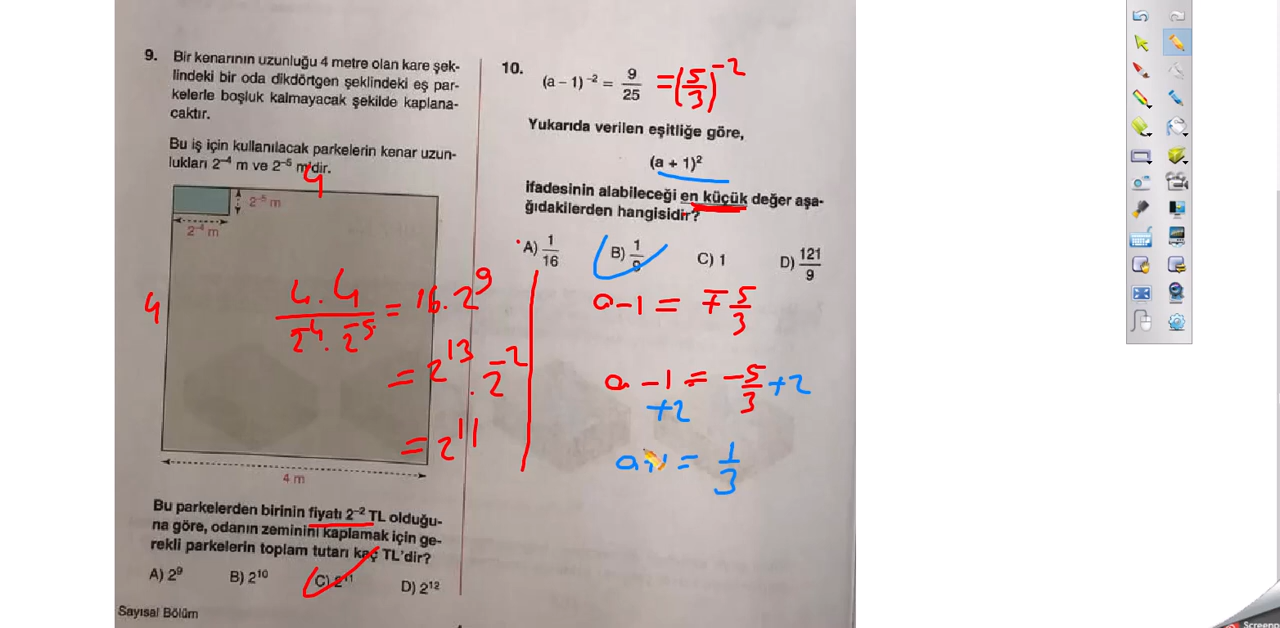 9. Bir kenarının uzunluğu 4 metre olan kare şek-
lindeki bir oda dikdörtgen şeklindeki eş par-
kelerle boşluk kalmayacak şekilde kaplana-
caktır.
Bu iş için kullanılacak parkelerin kenar uzun-
lukları 2⁻⁴ m ve 2⁻⁵ m'dir.
4
2⁻⁵ m
2⁻⁴ m
4
4 . 4 / 2⁻⁴ . 2⁻⁵ = 16 . 2⁹
= 2¹³ . 2⁻²
= 2¹¹
4 m
Bu parkelerden birinin fiyatı 2⁻² TL olduğu-
na göre, odanın zeminini kaplamak için ge-
rekli parkelerin toplam tutarı kaç TL'dir?
A) 2⁹ B) 2¹⁰ C) 2¹¹ D) 2¹²
Sayısal Bölüm
10. (a – 1)⁻² = 9/25 = (5/3)⁻²
Yukarıda verilen eşitliğe göre,
(a + 1)²
ifadesinin alabileceği en küçük değer aşa-
ğıdakilerden hangisidir?
A) 1/16 B) 1/9 C) 1 D) 121/9
a-1 = ∓ 5/3
a -1 = -5/3 +2
+2
a+1 = 1/3
Screenp